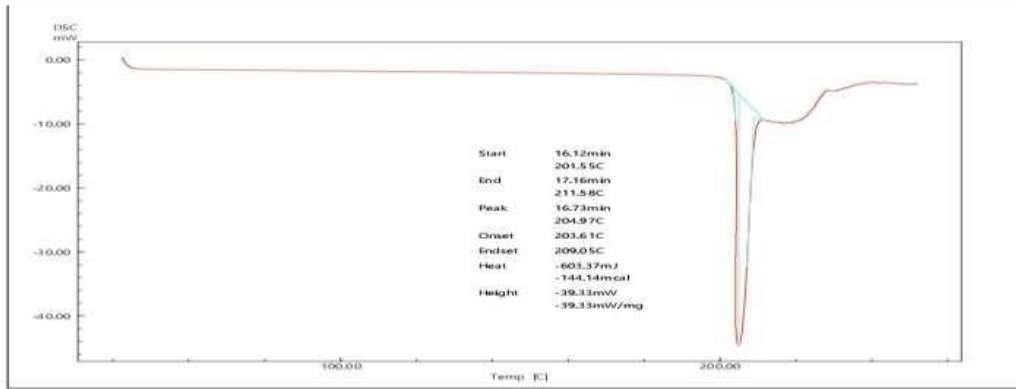 DSC
mW
0.00
-10.00
-20.00
-30.00
-40.00
Start 16.12min
201.55C
End 17.16min
211.58C
Peak 16.73min
204.97C
Onset 203.61C
Endset 209.05C
Heat -603.37mJ
-144.14mcal
Height -39.33mW
-39.33mW/mg
100.00 200.00
Temp [C]